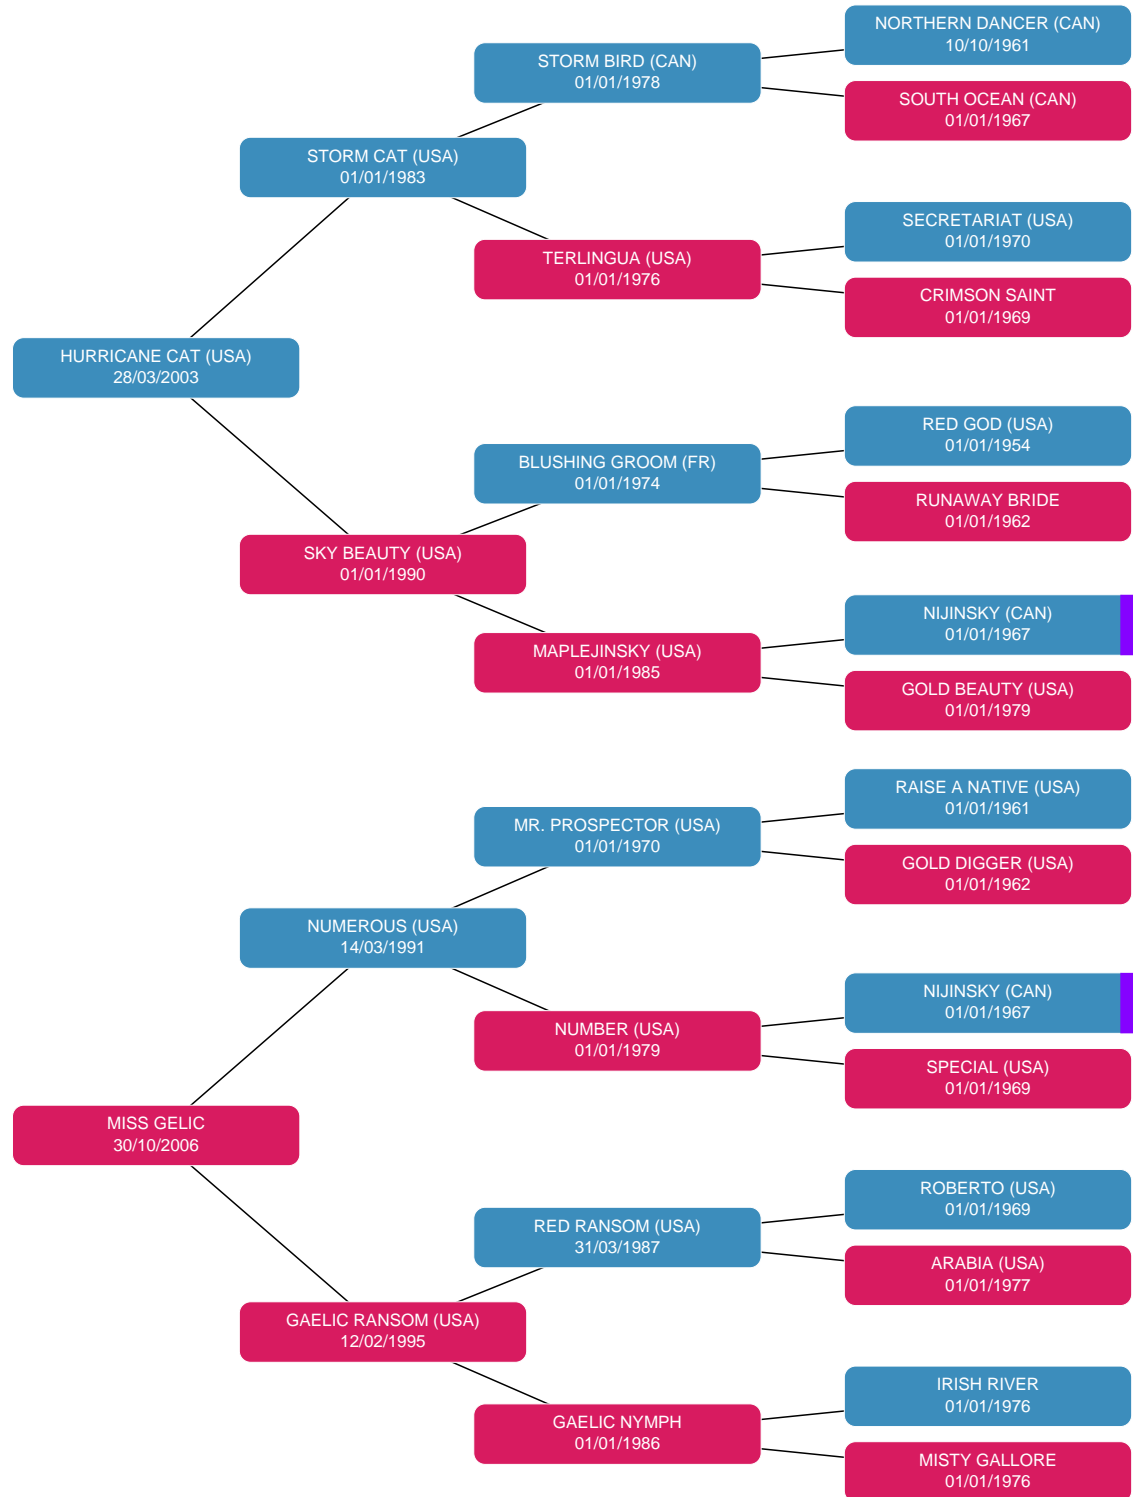 NORTHERN DANCER (CAN)
10/10/1961
STORM BIRD (CAN)
01/01/1978
SOUTH OCEAN (CAN)
01/01/1967
STORM CAT (USA)
01/01/1983
SECRETARIAT (USA)
01/01/1970
TERLINGUA (USA)
01/01/1976
CRIMSON SAINT
01/01/1969
HURRICANE CAT (USA)
28/03/2003
RED GOD (USA)
01/01/1954
BLUSHING GROOM (FR)
01/01/1974
RUNAWAY BRIDE
01/01/1962
SKY BEAUTY (USA)
01/01/1990
NIJINSKY (CAN)
01/01/1967
MAPLEJINSKY (USA)
01/01/1985
GOLD BEAUTY (USA)
01/01/1979
RAISE A NATIVE (USA)
01/01/1961
MR. PROSPECTOR (USA)
01/01/1970
GOLD DIGGER (USA)
01/01/1962
NUMEROUS (USA)
14/03/1991
NIJINSKY (CAN)
01/01/1967
NUMBER (USA)
01/01/1979
SPECIAL (USA)
01/01/1969
MISS GELIC
30/10/2006
ROBERTO (USA)
01/01/1969
RED RANSOM (USA)
31/03/1987
ARABIA (USA)
01/01/1977
GAELIC RANSOM (USA)
12/02/1995
IRISH RIVER
01/01/1976
GAELIC NYMPH
01/01/1986
MISTY GALLORE
01/01/1976